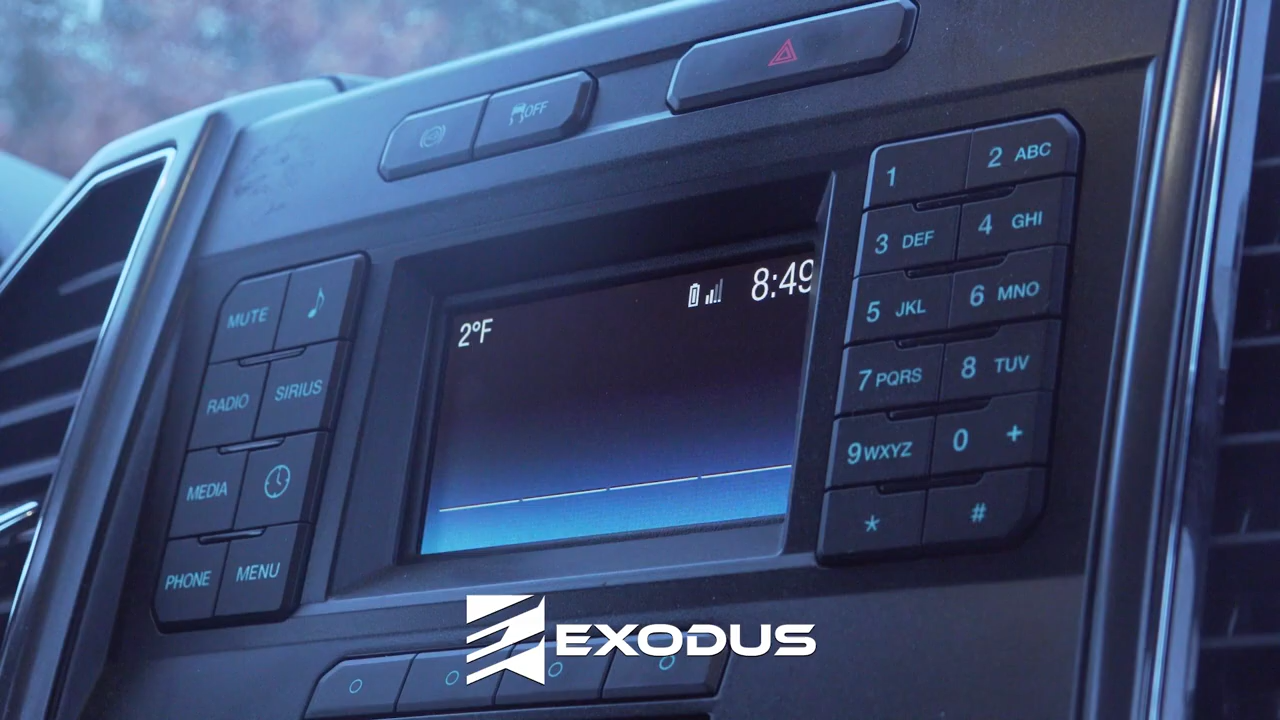 OFF
1
2 ABC
3 DEF
4 GHI
5 JKL
6 MNO
7 PQRS
8 TUV
9 WXYZ
0 +
*
#
8:49
2°F
MUTE
RADIO
SIRIUS
MEDIA
PHONE
MENU
EXODUS